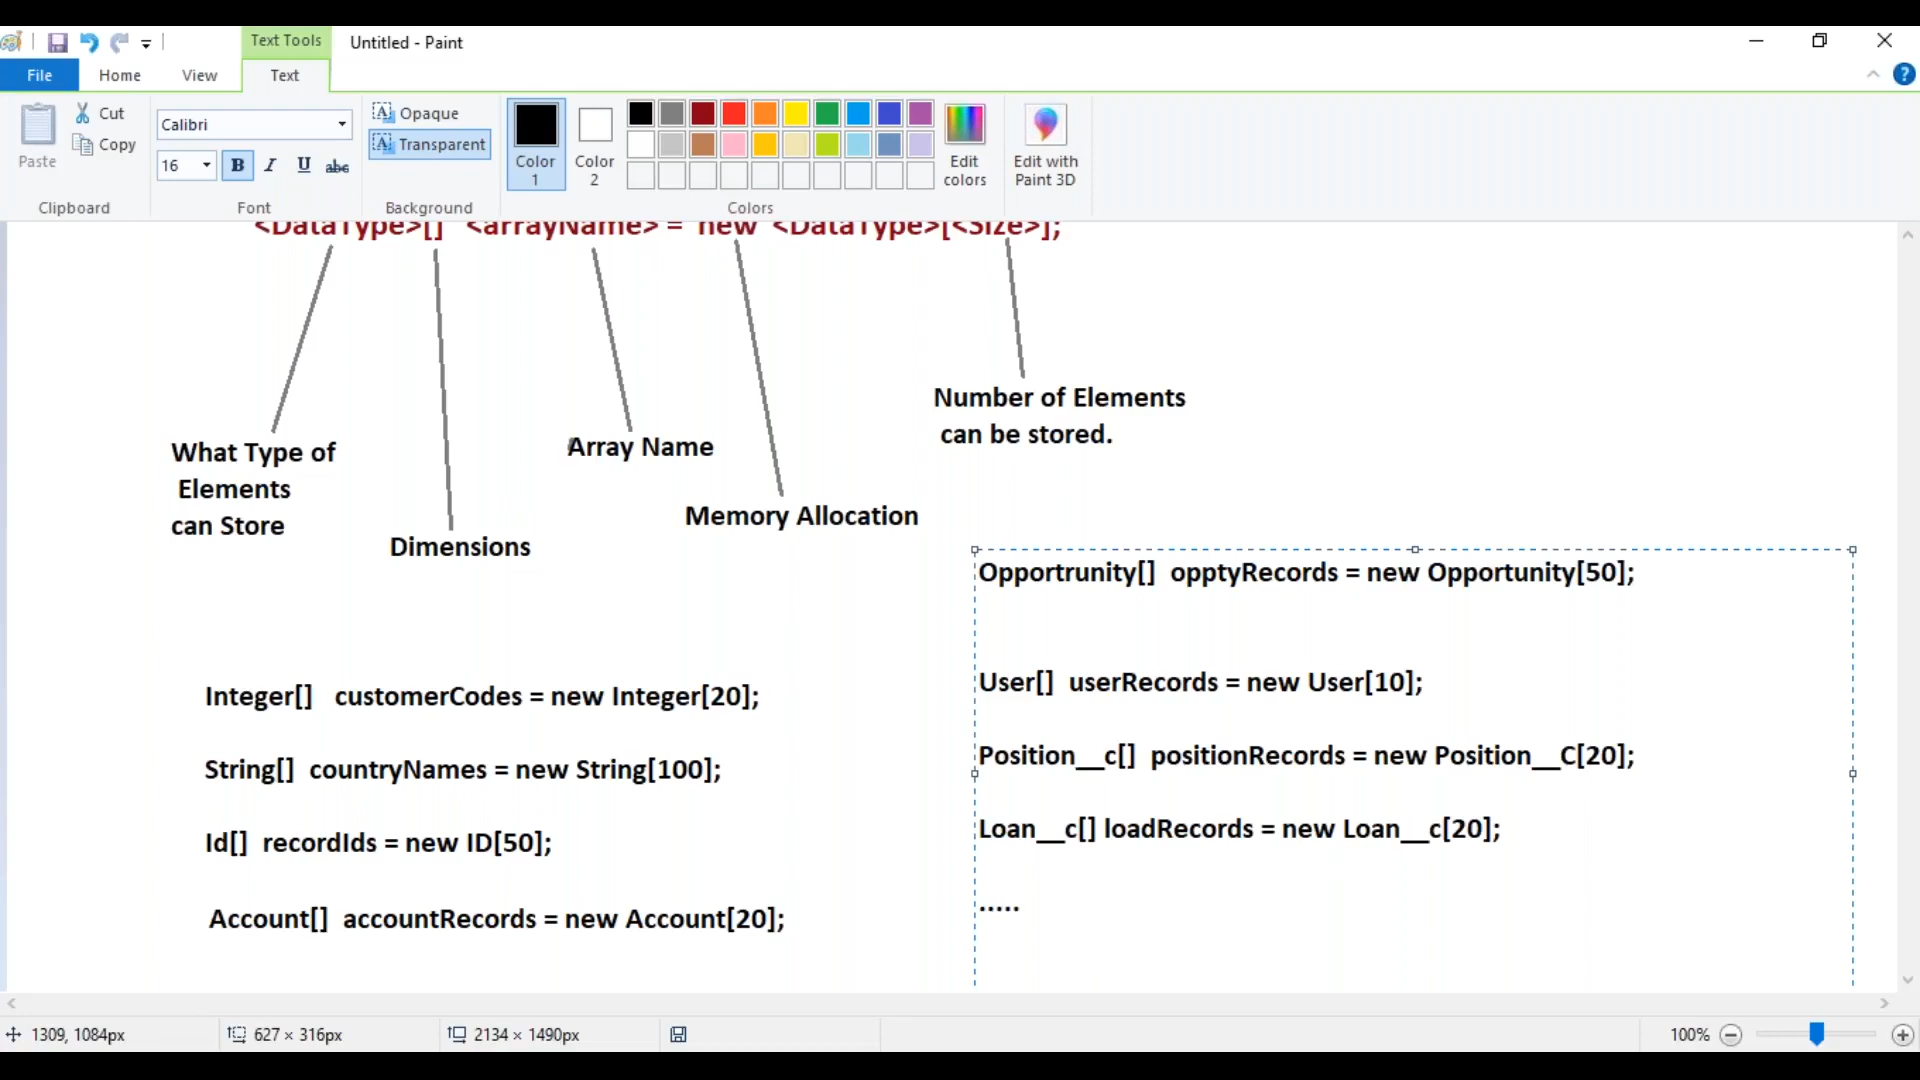 Text Tools
Untitled - Paint
File
Home
View
Text
Paste
Cut
Copy
Clipboard
Calibri
16
B
I
U
abc
Font
Opaque
Transparent
Background
Color
1
Color
2
Edit
colors
Colors
Edit with
Paint 3D
<DataType>[] <arrayName> = new <DataType>[<Size>];
What Type of
Elements
can Store
Dimensions
Array Name
Memory Allocation
Number of Elements
can be stored.
Integer[] customerCodes = new Integer[20];
String[] countryNames = new String[100];
Id[] recordIds = new ID[50];
Account[] accountRecords = new Account[20];
Opportrunity[] opptyRecords = new Opportunity[50];
User[] userRecords = new User[10];
Position__c[] positionRecords = new Position__C[20];
Loan__c[] loadRecords = new Loan__c[20];
.....
1309, 1084px
627 × 316px
2134 × 1490px
100%